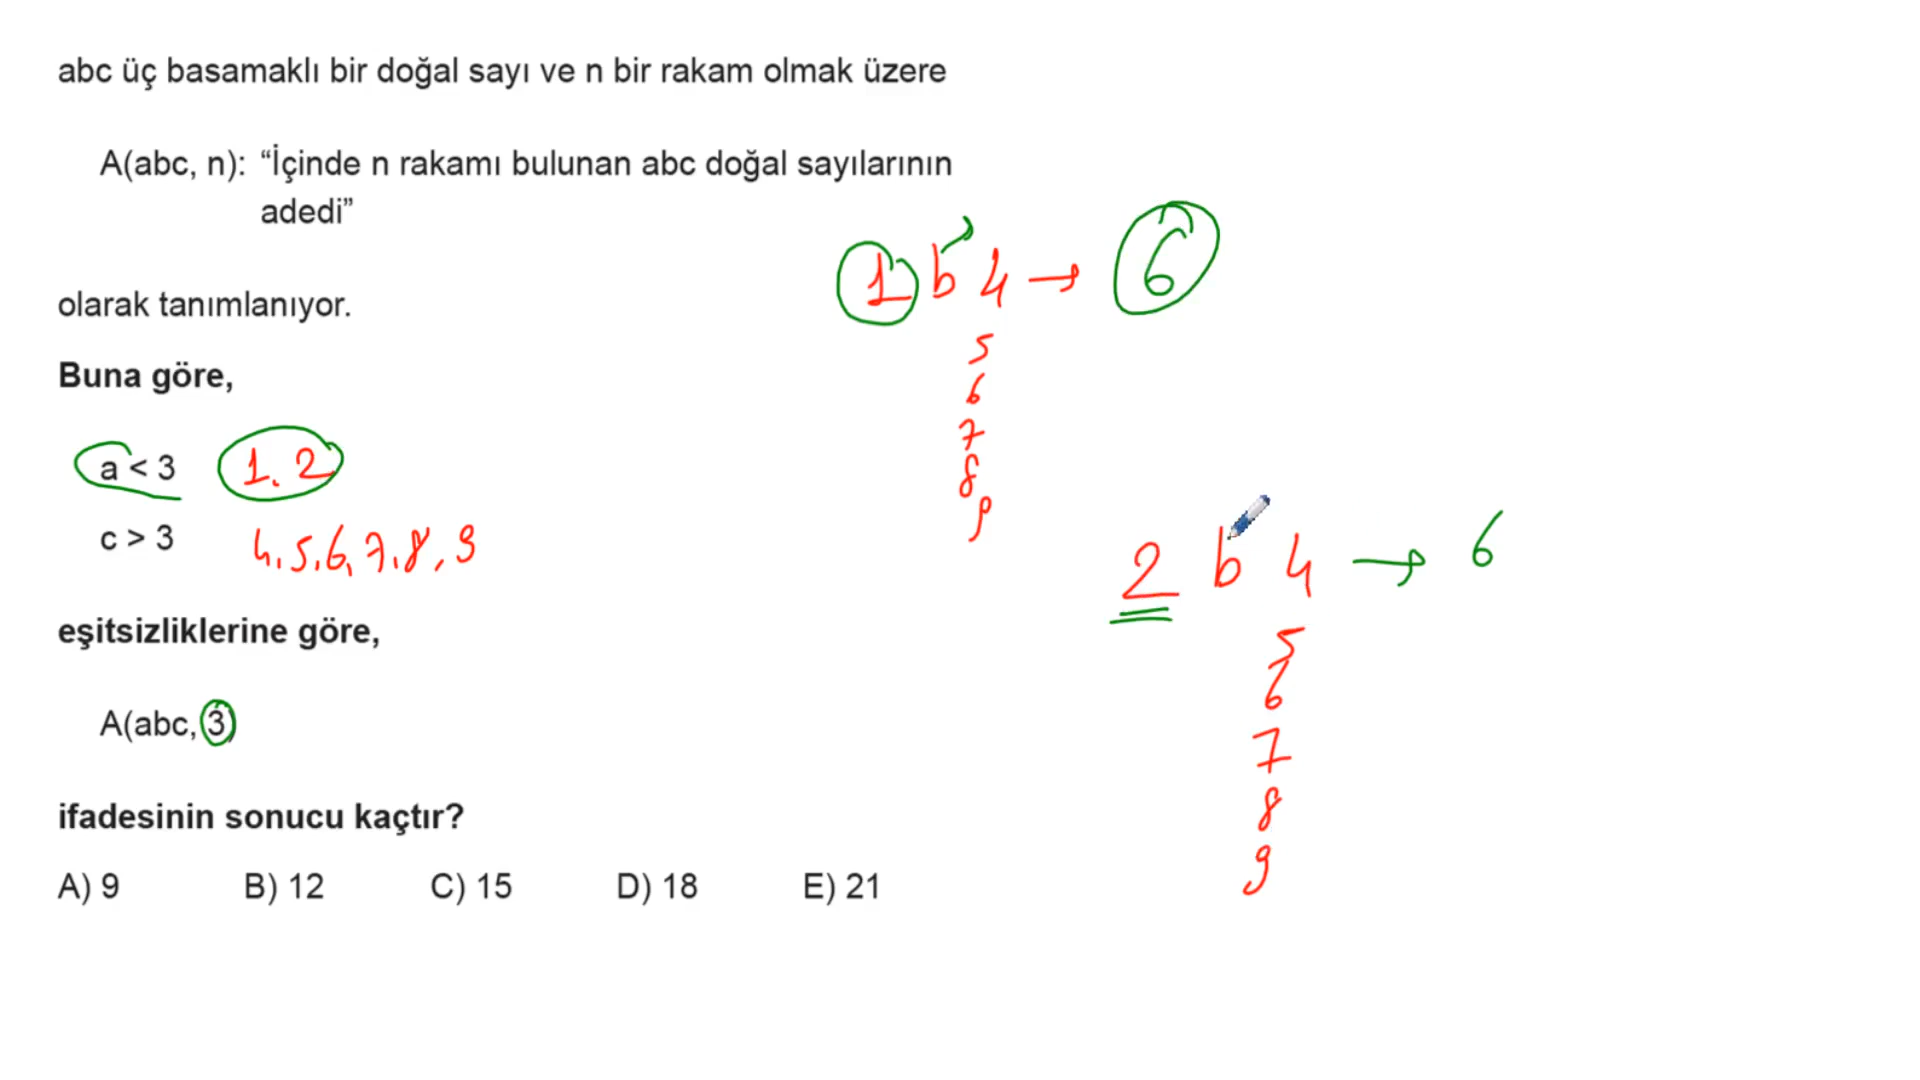 abc üç basamaklı bir doğal sayı ve n bir rakam olmak üzere
A(abc, n): “İçinde n rakamı bulunan abc doğal sayılarının
adedi”
olarak tanımlanıyor.
Buna göre,
a < 3 1, 2
c > 3 4, 5, 6, 7, 8, 9
eşitsizliklerine göre,
A(abc, 3)
ifadesinin sonucu kaçtır?
A) 9 B) 12 C) 15 D) 18 E) 21
1 b 4 → 6
5
6
7
8
9
2 b 4 → 6
5
6
7
8
9